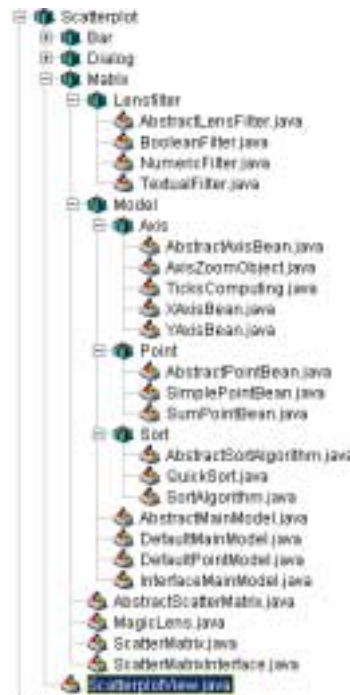 Scatterplot
Bar
Dialog
Matrix
Lensfilter
AbstractLensFilter.java
BooleanFilter.java
NumericFilter.java
TextualFilter.java
Model
Axis
AbstractAxisBean.java
AxisZoomObject.java
TicksComputing.java
XAxisBean.java
YAxisBean.java
Point
AbstractPointBean.java
SimplePointBean.java
SumPointBean.java
Sort
AbstractSortAlgorithm.java
QuickSort.java
SortAlgorithm.java
AbstractMainModel.java
DefaultMainModel.java
DefaultPointModel.java
InterfaceMainModel.java
AbstractScatterMatrix.java
MagicLens.java
ScatterMatrix.java
ScatterMatrixInterface.java
ScatterplotView.java